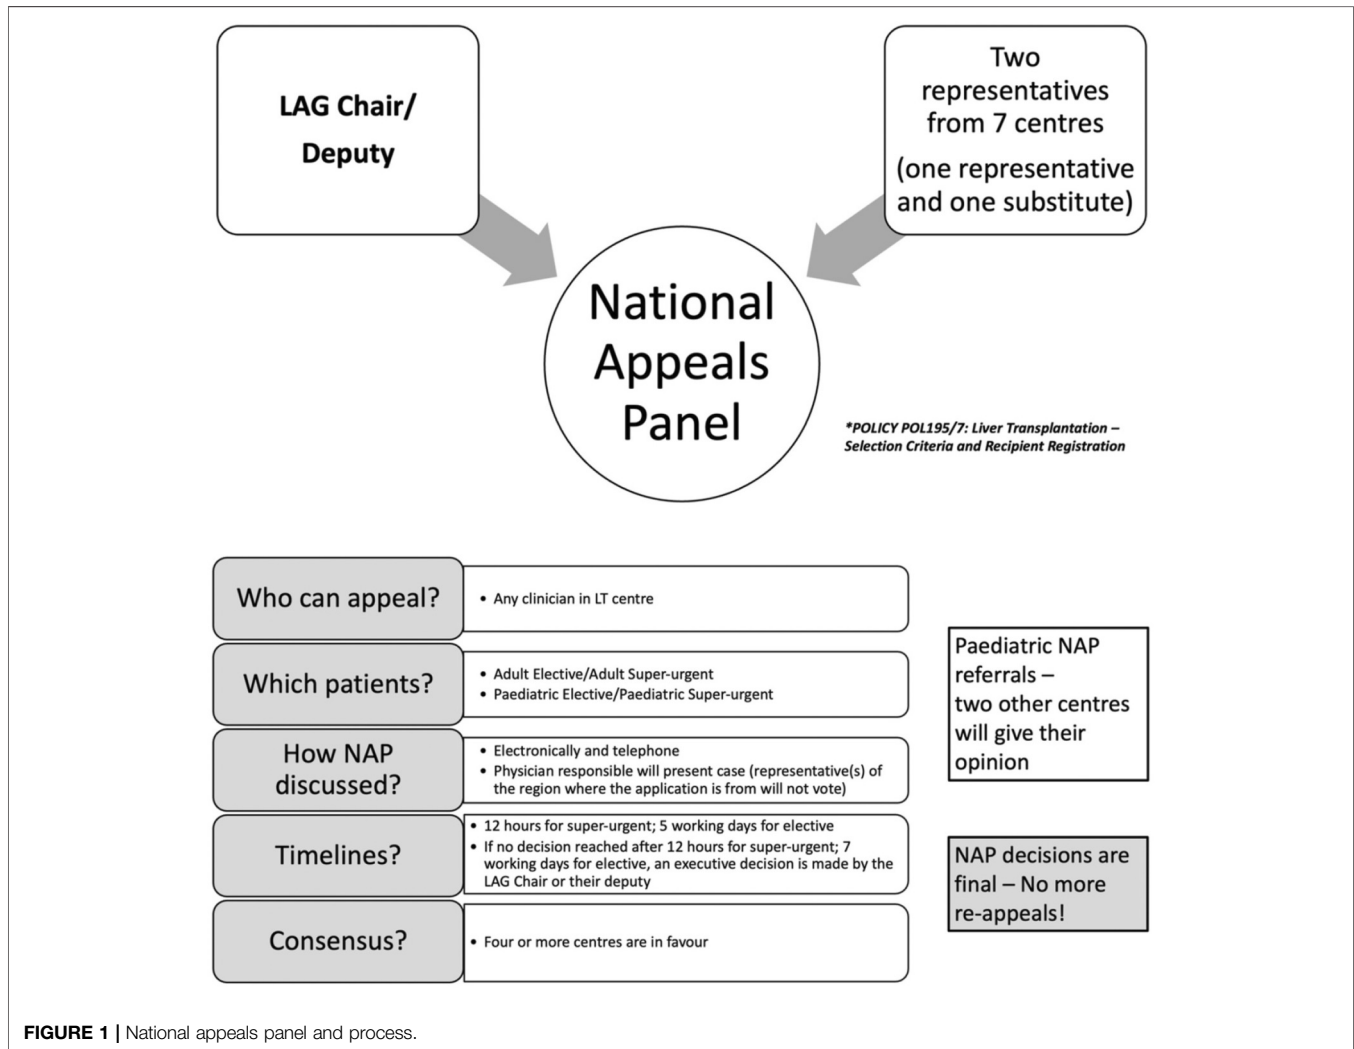 LAG Chair/
Deputy
Two
representatives
from 7 centres
(one representative
and one substitute)
National
Appeals
Panel
*POLICY POL195/7: Liver Transplantation –
Selection Criteria and Recipient Registration
Who can appeal?
• Any clinician in LT centre
Which patients?
• Adult Elective/Adult Super-urgent
• Paediatric Elective/Paediatric Super-urgent
How NAP
discussed?
• Electronically and telephone
• Physician responsible will present case (representative(s) of
the region where the application is from will not vote)
Timelines?
• 12 hours for super-urgent; 5 working days for elective
• If no decision reached after 12 hours for super-urgent; 7
working days for elective, an executive decision is made by the
LAG Chair or their deputy
Consensus?
• Four or more centres are in favour
Paediatric NAP
referrals –
two other centres
will give their
opinion
NAP decisions are
final – No more
re-appeals!
FIGURE 1 | National appeals panel and process.